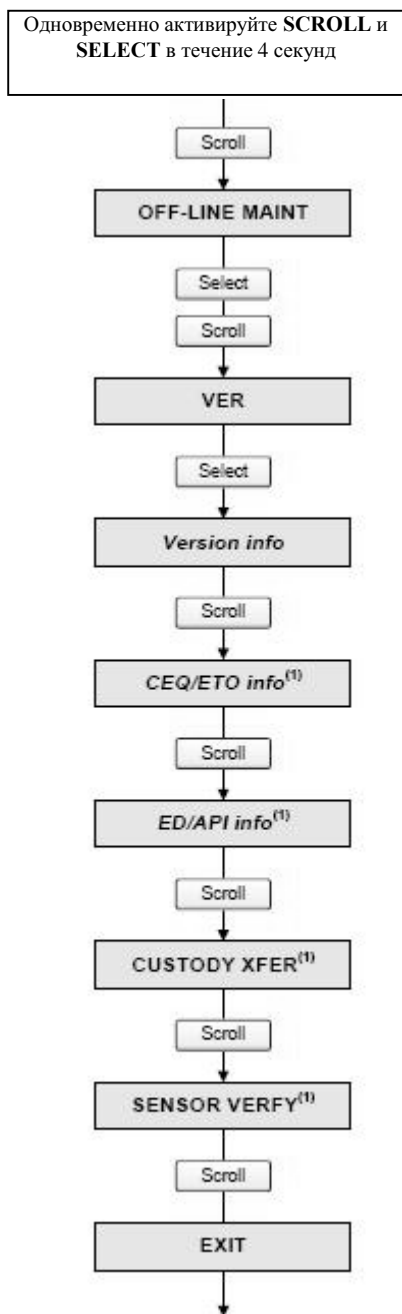 Одновременно активируйте SCROLL и
SELECT в течение 4 секунд
Scroll
OFF-LINE MAINT
Select
Scroll
VER
Select
Version info
Scroll
CEQ/ETO info(1)
Scroll
ED/API info(1)
Scroll
CUSTODY XFER(1)
Scroll
SENSOR VERFY(1)
Scroll
EXIT